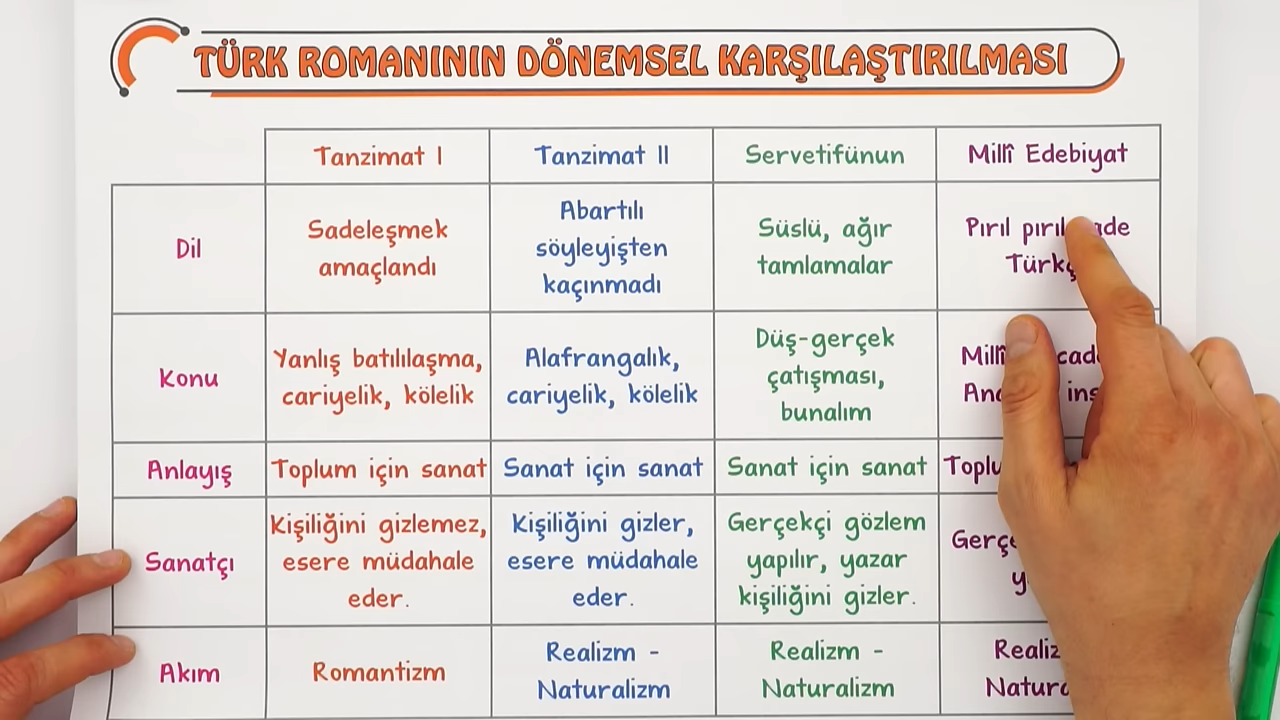 TÜRK ROMANININ DÖNEMSEL KARŞILAŞTIRILMASI
Tanzimat I
Tanzimat II
Servetifünun
Millî Edebiyat
Dil
Sadeleşmek
amaçlandı
Abartılı
söyleyişten
kaçınmadı
Süslü, ağır
tamlamalar
Pırıl pırıl
Konu
Yanlış batılılaşma,
cariyelik, kölelik
Alafrangalık,
cariyelik, kölelik
Düş-gerçek
çatışması,
bunalım
Anlayış
Toplum için sanat
Sanat için sanat
Sanat için sanat
Sanatçı
Kişiliğini gizlemez,
esere müdahale
eder.
Kişiliğini gizler,
esere müdahale
eder.
Gerçekçi gözlem
yapılır, yazar
kişiliğini gizler.
Akım
Romantizm
Realizm -
Naturalizm
Realizm -
Naturalizm